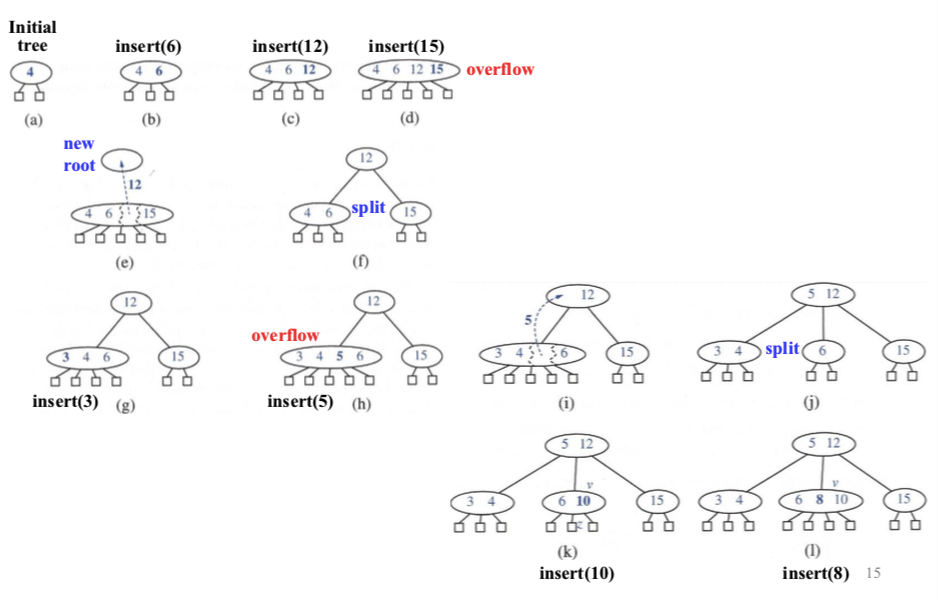 Initial
tree
insert(6)
insert(12)
insert(15)
4
4 6
4 6 12
4 6 12 15
overflow
(a)
(b)
(c)
(d)
new
root
12
4 6 15
(e)
12
4 6
split
15
(f)
12
3 4 6
15
insert(3)
(g)
overflow
12
3 4 5 6
15
insert(5)
(h)
12
5
3 4 6
15
(i)
5 12
3 4
split
6
15
(j)
5 12
v
3 4
6 10
15
z
(k)
insert(10)
5 12
v
3 4
6 8 10
15
(l)
insert(8)
15